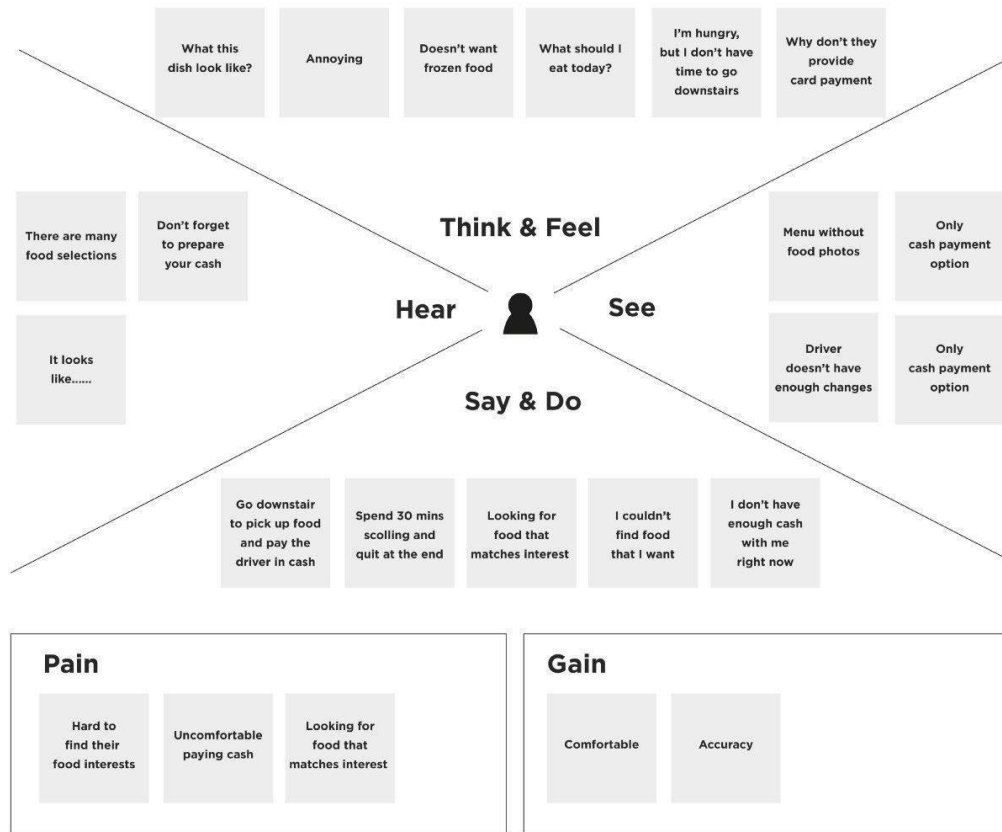 What this
dish look like?
Annoying
Doesn't want
frozen food
What should I
eat today?
I'm hungry,
but I don't have
time to go
downstairs
Why don't they
provide
card payment
Think & Feel
There are many
food selections
Don't forget
to prepare
your cash
It looks
like......
Hear
See
Menu without
food photos
Only
cash payment
option
Driver
doesn't have
enough changes
Only
cash payment
option
Say & Do
Go downstair
to pick up food
and pay the
driver in cash
Spend 30 mins
scolling and
quit at the end
Looking for
food that
matches interest
I couldn't
find food
that I want
I don't have
enough cash
with me
right now
Pain
Hard to
find their
food interests
Uncomfortable
paying cash
Looking for
food that
matches interest
Gain
Comfortable
Accuracy